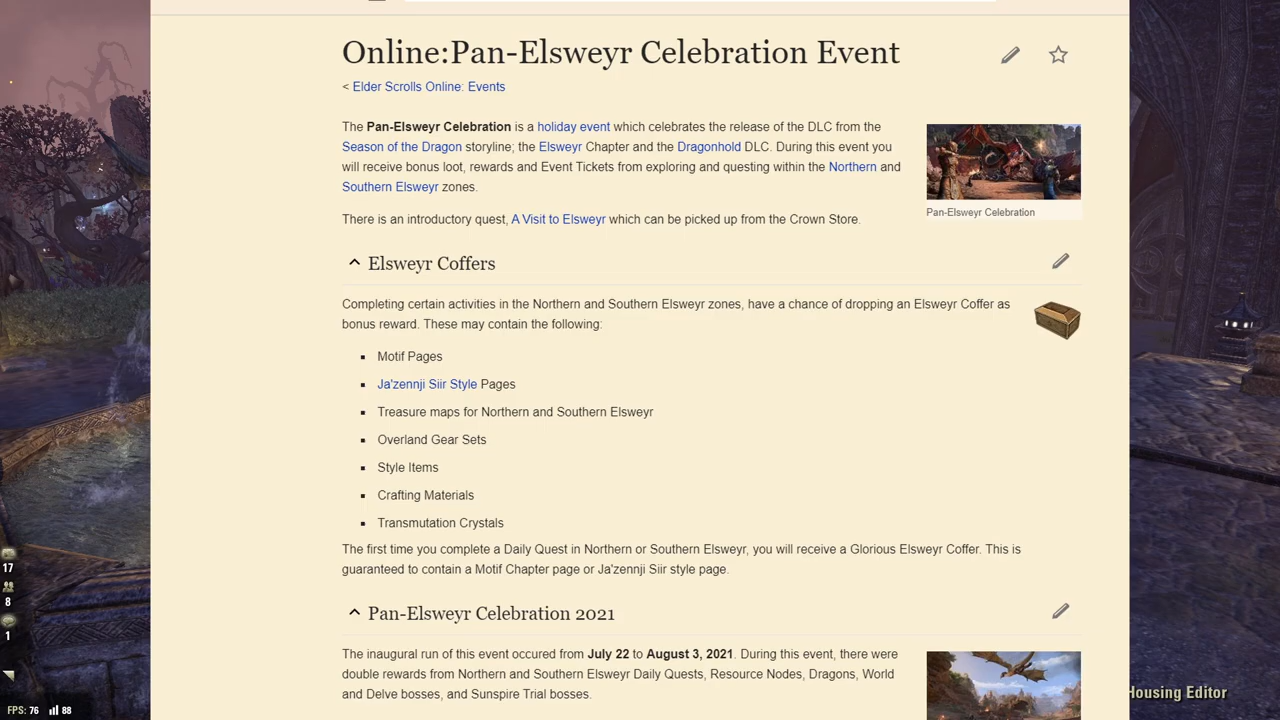 Online:Pan-Elsweyr Celebration Event
< Elder Scrolls Online: Events
The Pan-Elsweyr Celebration is a holiday event which celebrates the release of the DLC from the
Season of the Dragon storyline; the Elsweyr Chapter and the Dragonhold DLC. During this event you
will receive bonus loot, rewards and Event Tickets from exploring and questing within the Northern and
Southern Elsweyr zones.
Pan-Elsweyr Celebration
There is an introductory quest, A Visit to Elsweyr which can be picked up from the Crown Store.
Elsweyr Coffers
Completing certain activities in the Northern and Southern Elsweyr zones, have a chance of dropping an Elsweyr Coffer as
bonus reward. These may contain the following:
Motif Pages
Ja'zennji Siir Style Pages
Treasure maps for Northern and Southern Elsweyr
Overland Gear Sets
Style Items
Crafting Materials
Transmutation Crystals
The first time you complete a Daily Quest in Northern or Southern Elsweyr, you will receive a Glorious Elsweyr Coffer. This is
guaranteed to contain a Motif Chapter page or Ja'zennji Siir style page.
Pan-Elsweyr Celebration 2021
The inaugural run of this event occured from July 22 to August 3, 2021. During this event, there were
double rewards from Northern and Southern Elsweyr Daily Quests, Resource Nodes, Dragons, World
and Delve bosses, and Sunspire Trial bosses.
17
8
1
FPS: 76 88
Housing Editor